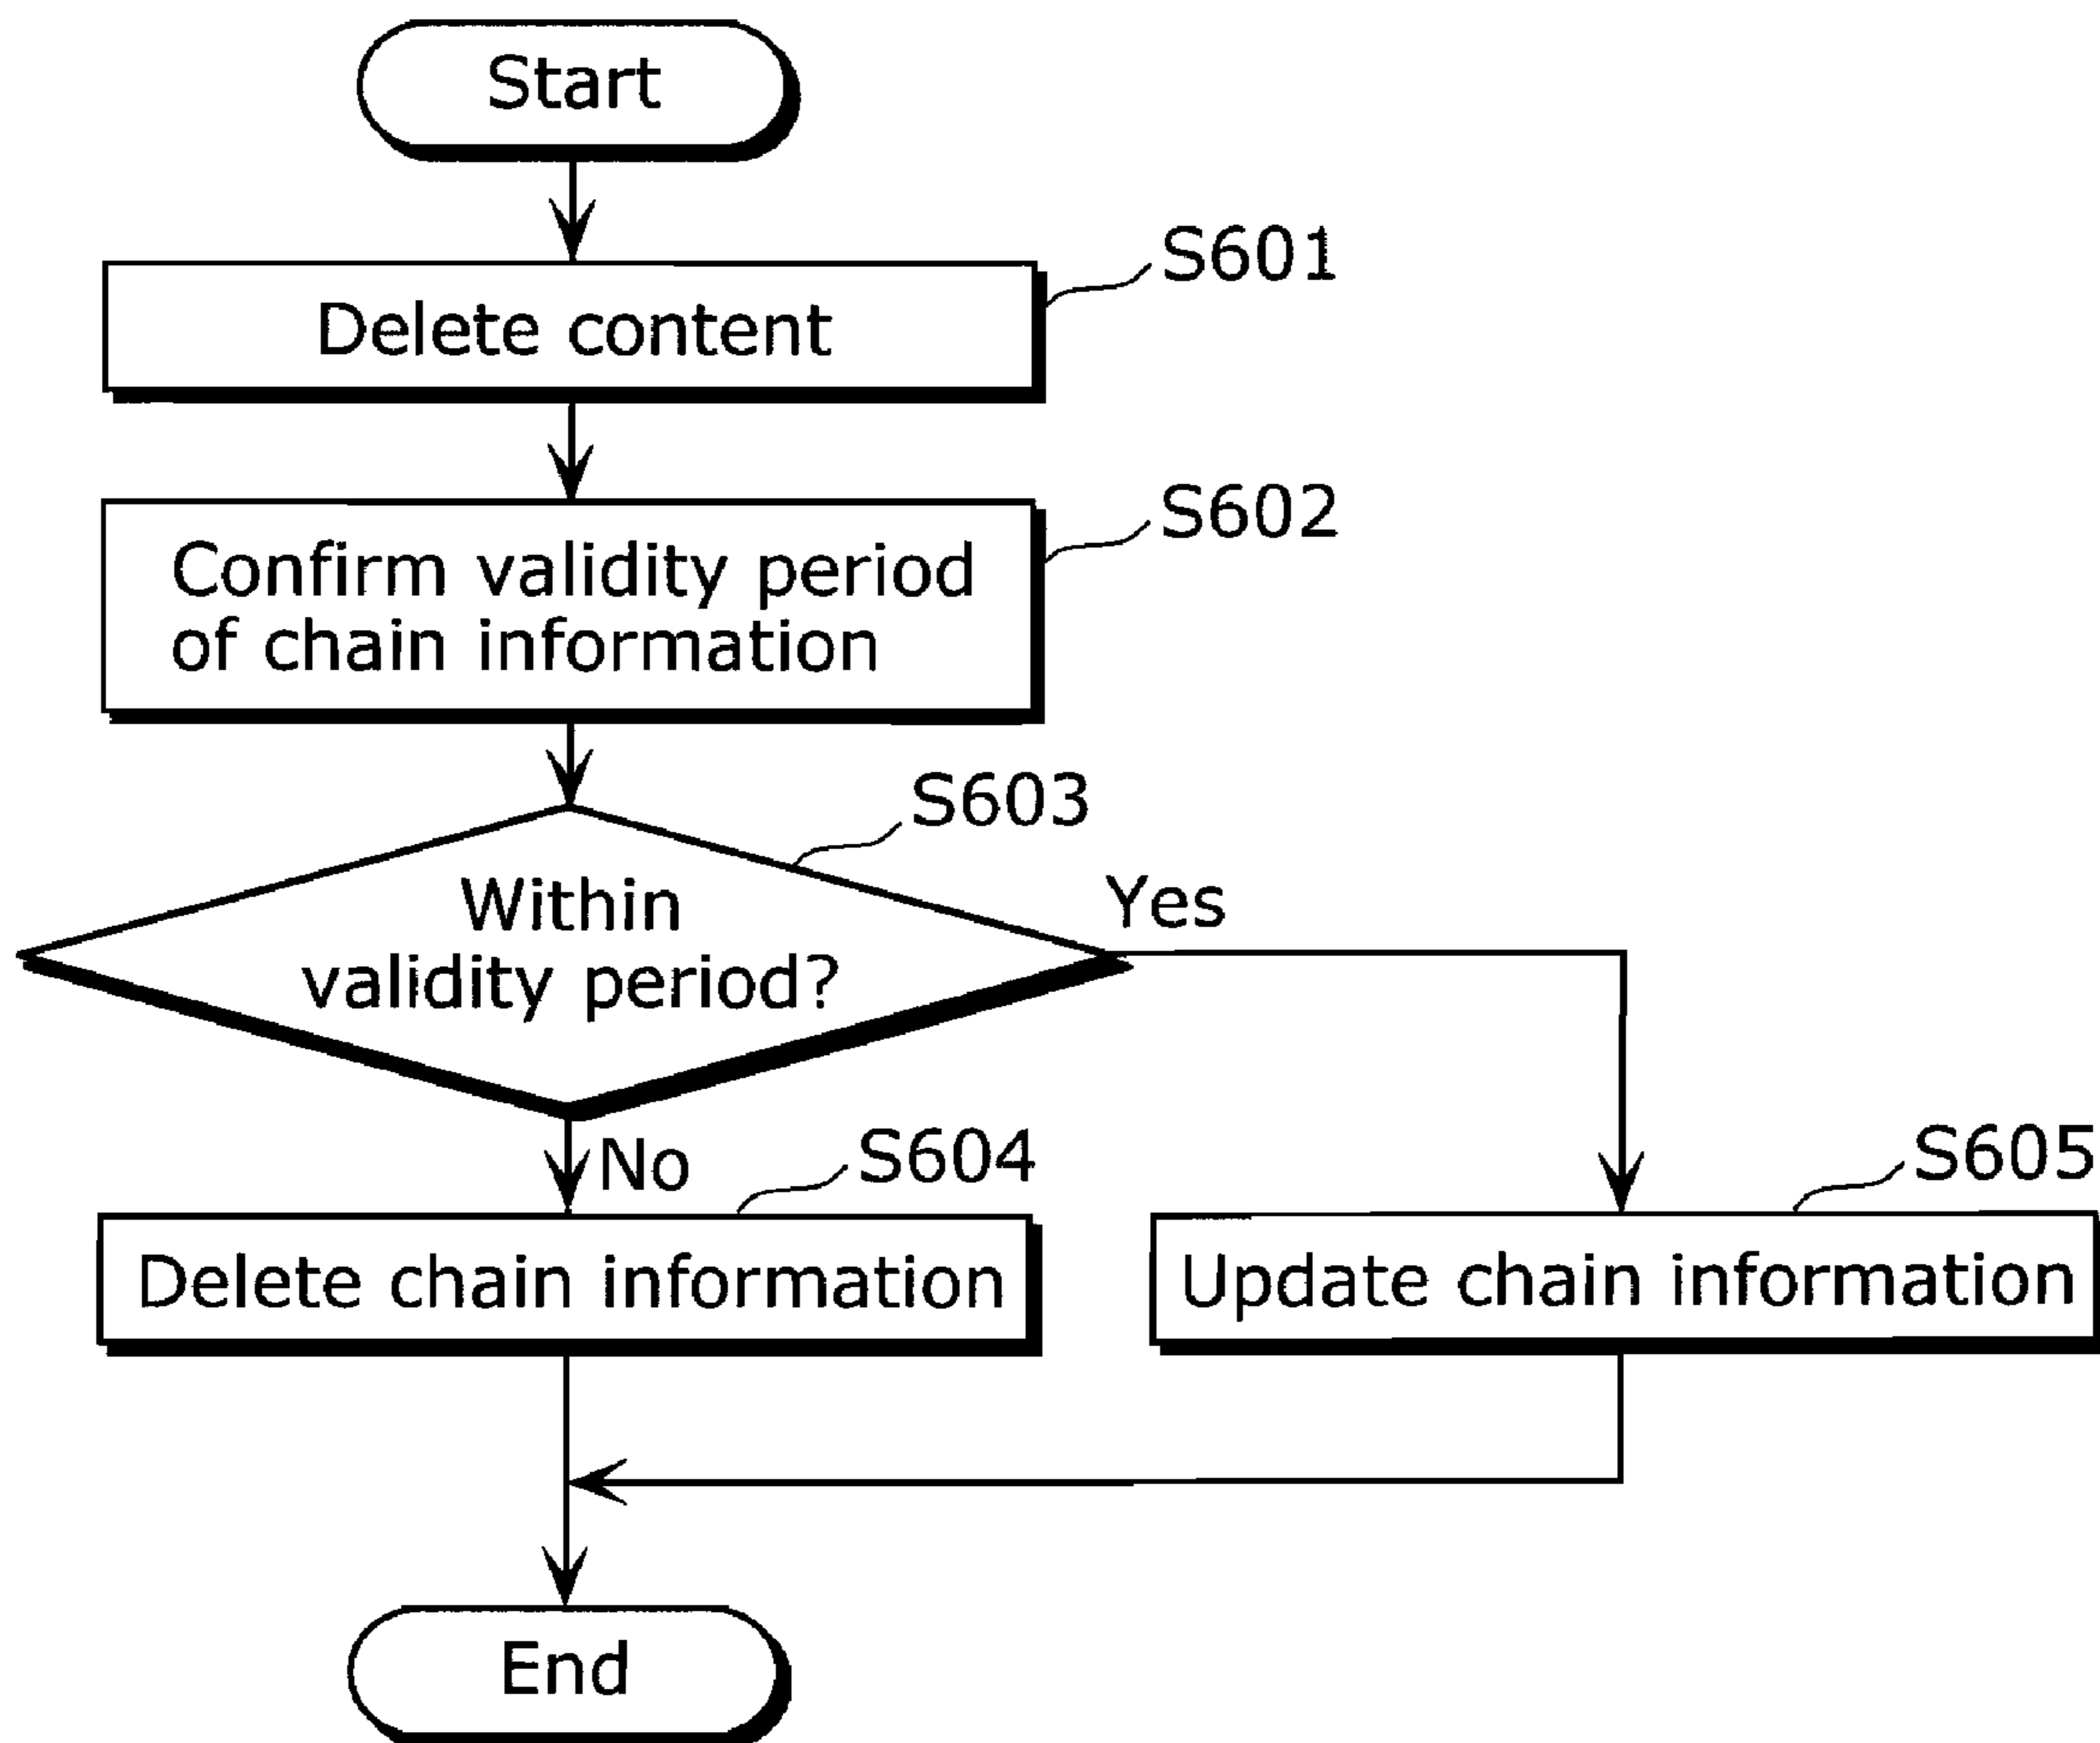 Start
S601
Delete content
S602
Confirm validity period
of chain information
S603
Within
validity period?
Yes
No
S604
S605
Delete chain information
Update chain information
End